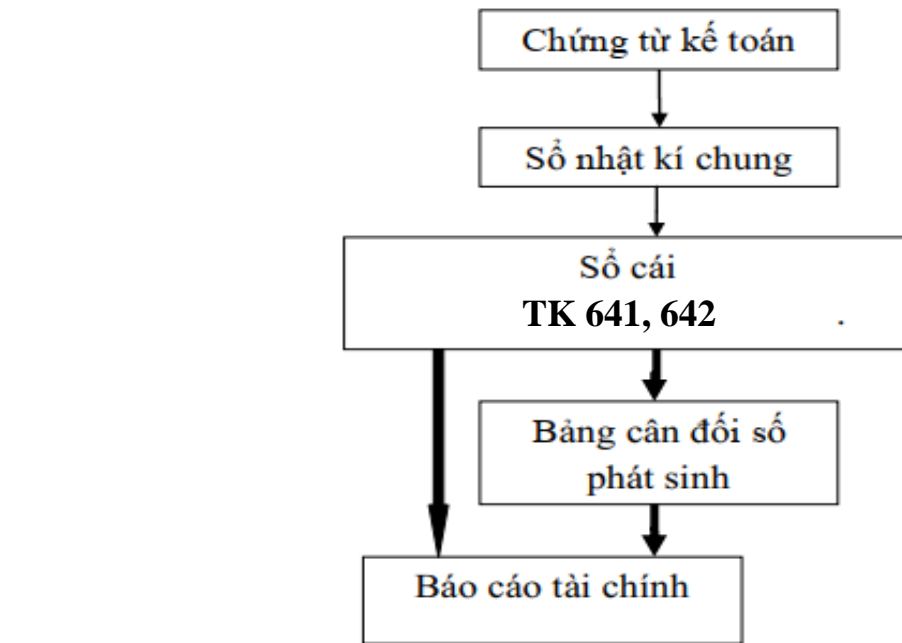 Chứng từ kế toán
Sổ nhật kí chung
Sổ cái
TK 641, 642 .
Bảng cân đối số
phát sinh
Báo cáo tài chính